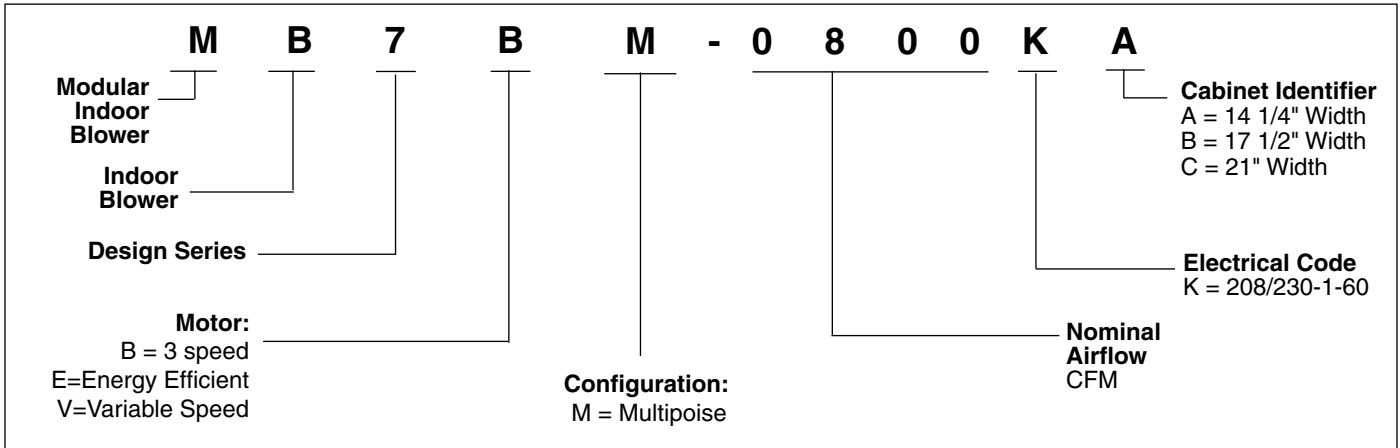 M B 7 B M - 0 8 0 0 K A
Modular
Indoor
Blower
Indoor
Blower
Design Series
Motor:
B = 3 speed
E=Energy Efficient
V=Variable Speed
Configuration:
M = Multipoise
Nominal
Airflow
CFM
Electrical Code
K = 208/230-1-60
Cabinet Identifier
A = 14 1/4" Width
B = 17 1/2" Width
C = 21" Width